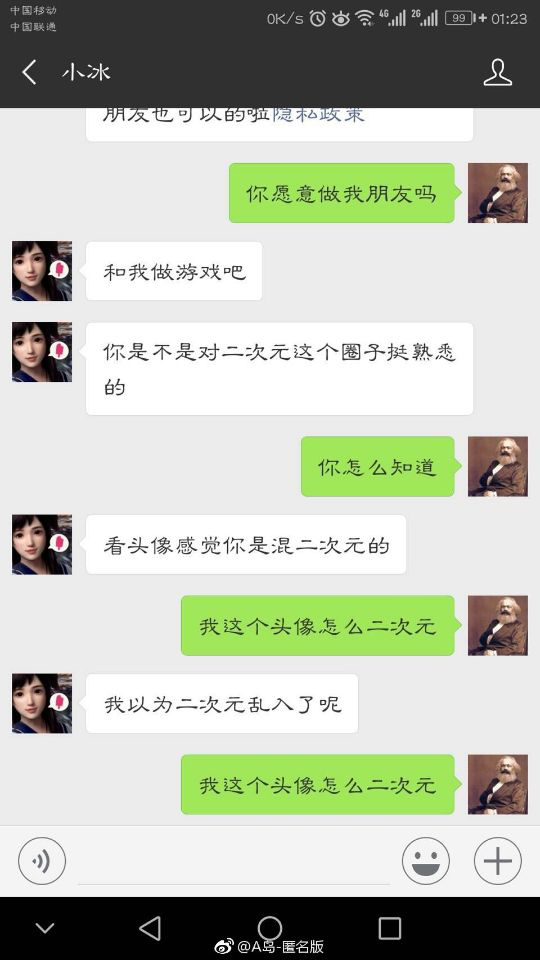 中国移动
中国联通
0K/s 4G 2G 99 01:23
小冰
朋友也可以的啦隐私政策
你愿意做我朋友吗
和我做游戏吧
你是不是对二次元这个圈子挺熟悉
的
你怎么知道
看头像感觉你是混二次元的
我这个头像怎么二次元
我以为二次元乱入了呢
我这个头像怎么二次元
@A岛-匿名版